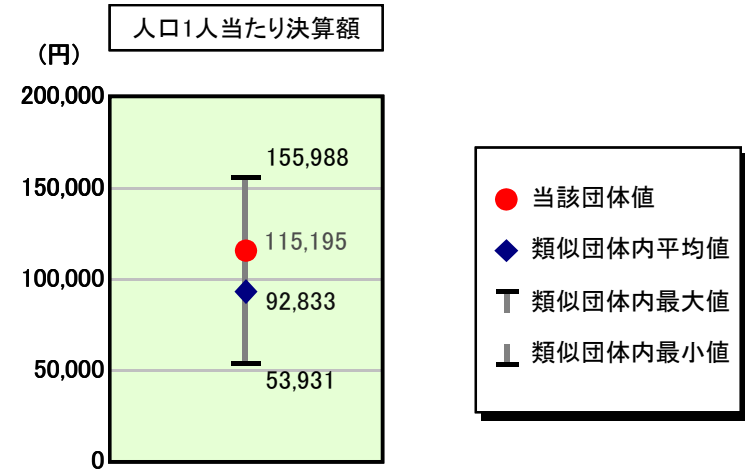 人口1人当たり決算額
(円)
200,000
155,988
150,000
115,195
100,000
92,833
50,000
53,931
0
当該団体値
類似団体内平均値
類似団体内最大値
類似団体内最小値